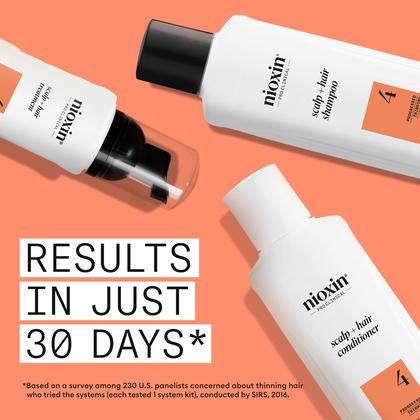 nioxin®
PRO CLINICAL
scalp + hair
treatment
nioxin®
PRO CLINICAL
scalp + hair
shampoo
4
nioxin®
PRO CLINICAL
scalp + hair
conditioner
4
RESULTS
IN JUST
30 DAYS*
*Based on a survey among 230 U.S. panelists concerned about thinning hair
who tried the systems (each tested 1 system kit), conducted by SIRS, 2016.